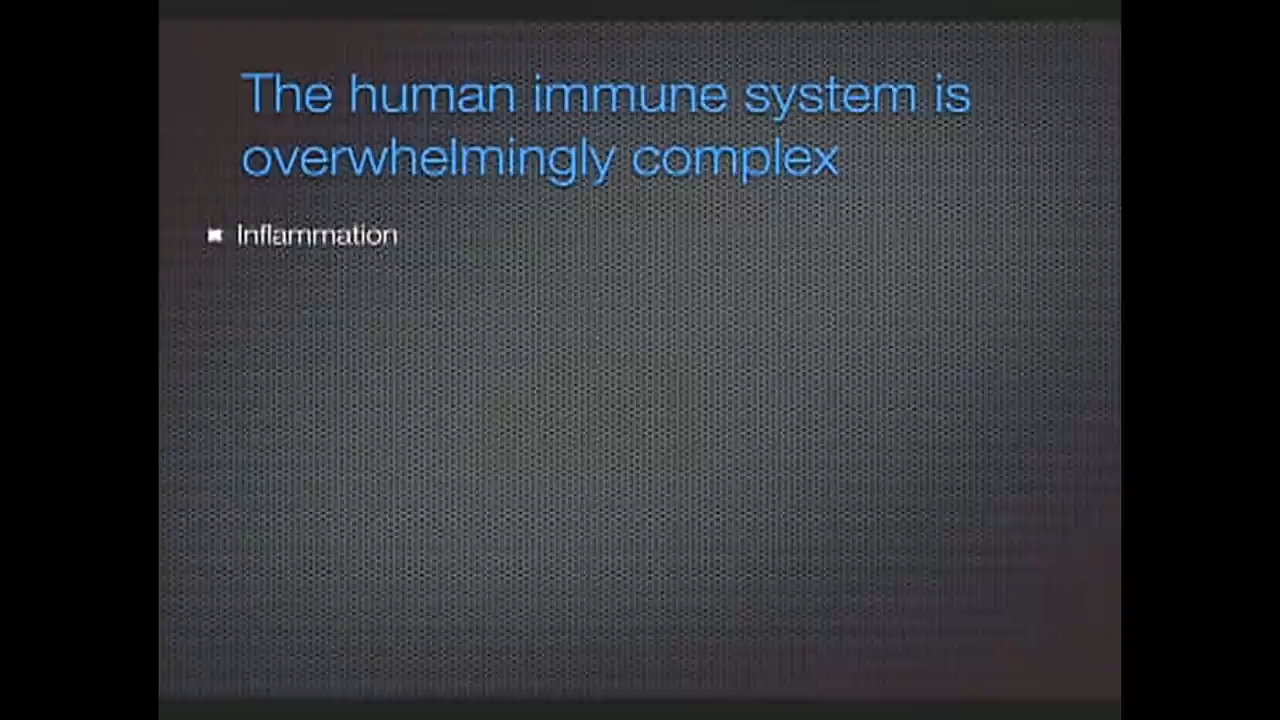 The human immune system is
overwhelmingly complex
Inflammation